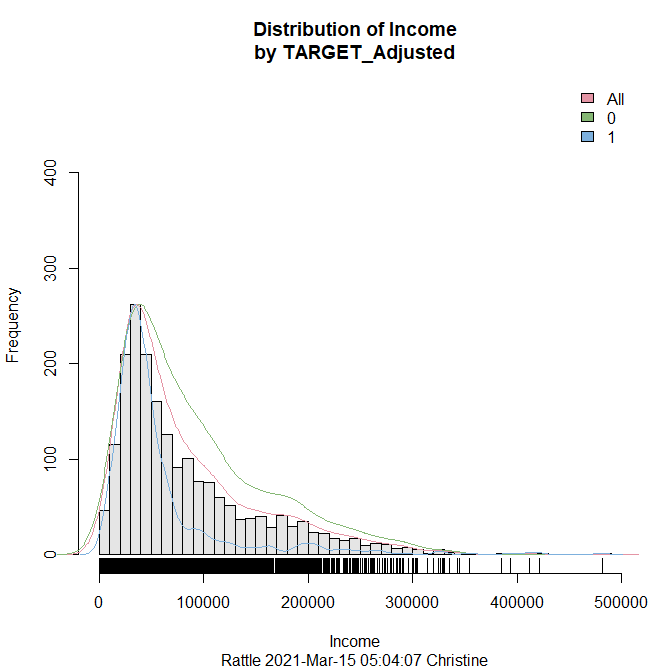 Distribution of Income
by TARGET_Adjusted
All
0
1
400
300
200
100
0
Frequency
0 100000 200000 300000 400000 500000
Income
Rattle 2021-Mar-15 05:04:07 Christine